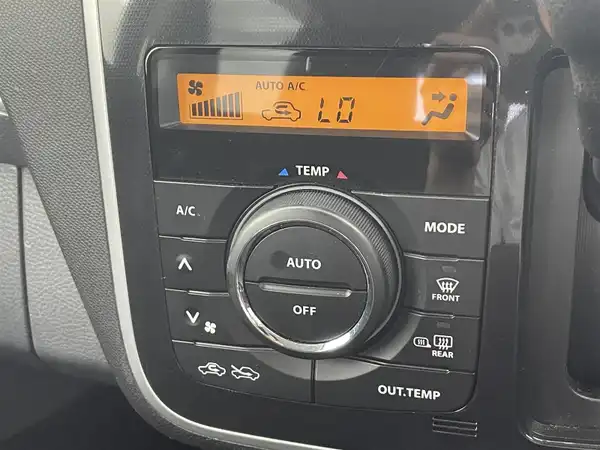 AUTO A/C
LO
TEMP
A/C
MODE
AUTO
OFF
FRONT
REAR
OUT.TEMP